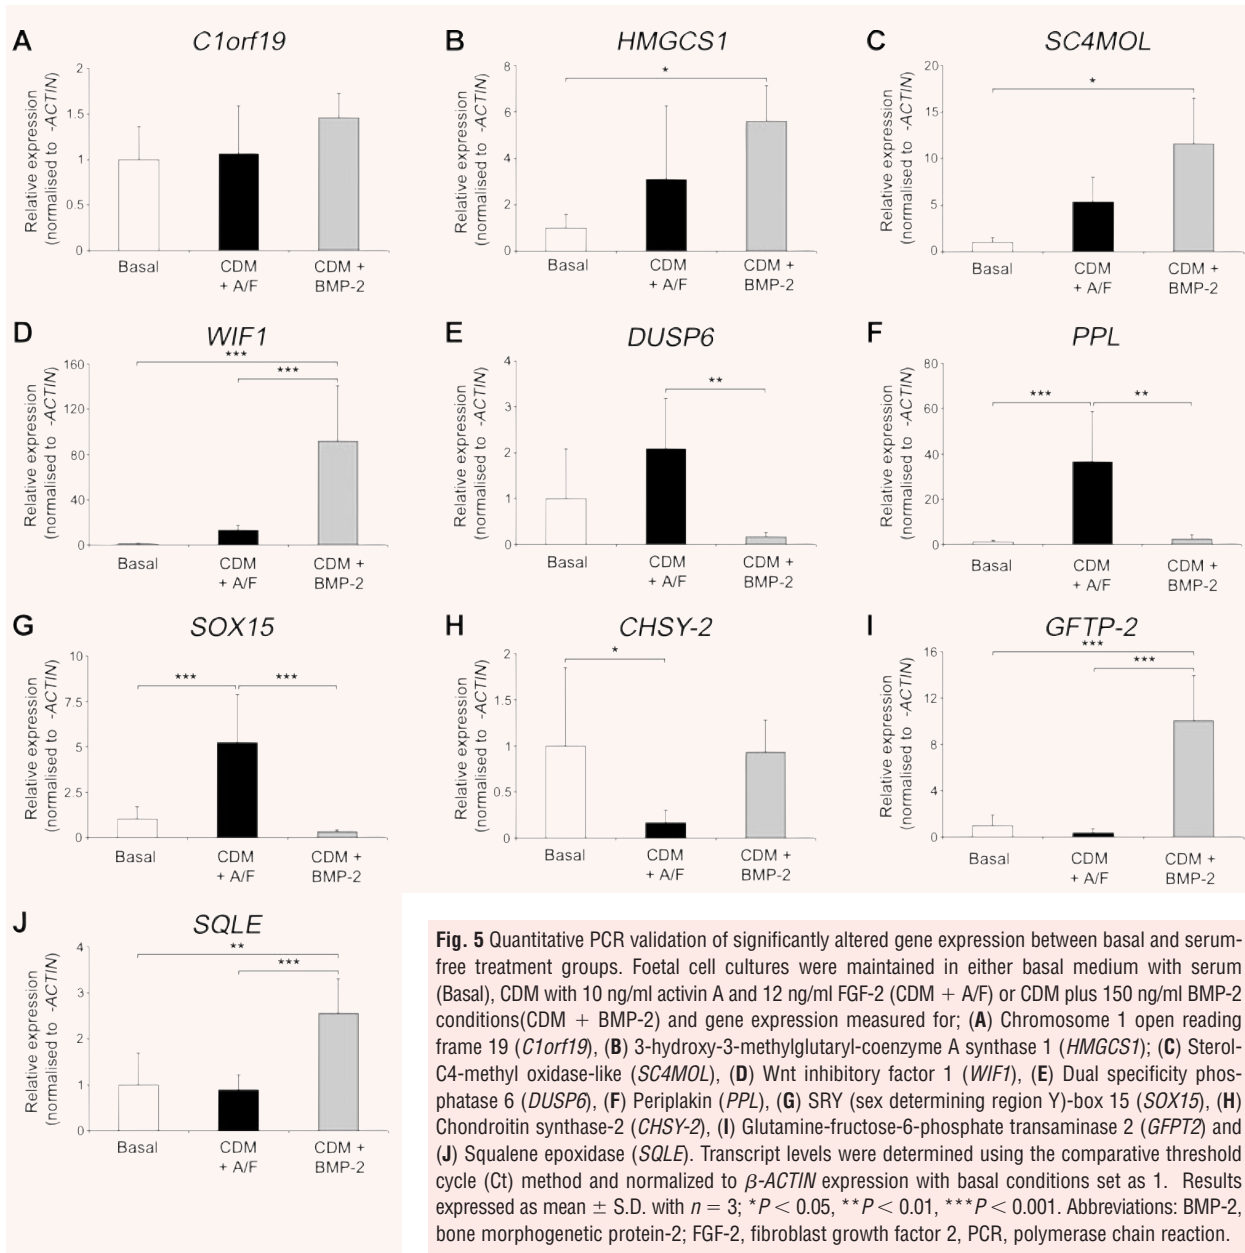 A C1orf19
Relative expression
(normalised to -ACTIN)
2
1.5
1
0.5
0
Basal CDM + A/F CDM + BMP-2
B HMGCS1
Relative expression
(normalised to -ACTIN)
8
6
4
2
0
*
Basal CDM + A/F CDM + BMP-2
C SC4MOL
Relative expression
(normalised to -ACTIN)
20
15
10
5
0
*
Basal CDM + A/F CDM + BMP-2
D WIF1
Relative expression
(normalised to -ACTIN)
160
120
80
40
0
***
***
Basal CDM + A/F CDM + BMP-2
E DUSP6
Relative expression
(normalised to -ACTIN)
4
3
2
1
0
**
Basal CDM + A/F CDM + BMP-2
F PPL
Relative expression
(normalised to -ACTIN)
80
60
40
20
0
*** **
Basal CDM + A/F CDM + BMP-2
G SOX15
Relative expression
(normalised to -ACTIN)
10
7.5
5
2.5
0
*** ***
Basal CDM + A/F CDM + BMP-2
H CHSY-2
Relative expression
(normalised to -ACTIN)
2
1.5
1
0.5
0
*
Basal CDM + A/F CDM + BMP-2
I GFTP-2
Relative expression
(normalised to -ACTIN)
16
12
8
4
0
***
***
Basal CDM + A/F CDM + BMP-2
J SQLE
Relative expression
(normalised to -ACTIN)
4
3
2
1
0
**
***
Basal CDM + A/F CDM + BMP-2
Fig. 5 Quantitative PCR validation of significantly altered gene expression between basal and serum-
free treatment groups. Foetal cell cultures were maintained in either basal medium with serum
(Basal), CDM with 10 ng/ml activin A and 12 ng/ml FGF-2 (CDM + A/F) or CDM plus 150 ng/ml BMP-2
conditions(CDM + BMP-2) and gene expression measured for; (A) Chromosome 1 open reading
frame 19 (C1orf19), (B) 3-hydroxy-3-methylglutaryl-coenzyme A synthase 1 (HMGCS1); (C) Sterol-
C4-methyl oxidase-like (SC4MOL), (D) Wnt inhibitory factor 1 (WIF1), (E) Dual specificity phos-
phatase 6 (DUSP6), (F) Periplakin (PPL), (G) SRY (sex determining region Y)-box 15 (SOX15), (H)
Chondroitin synthase-2 (CHSY-2), (I) Glutamine-fructose-6-phosphate transaminase 2 (GFPT2) and
(J) Squalene epoxidase (SQLE). Transcript levels were determined using the comparative threshold
cycle (Ct) method and normalized to β-ACTIN expression with basal conditions set as 1. Results
expressed as mean ± S.D. with n = 3; *P < 0.05, **P < 0.01, ***P < 0.001. Abbreviations: BMP-2,
bone morphogenetic protein-2; FGF-2, fibroblast growth factor 2, PCR, polymerase chain reaction.